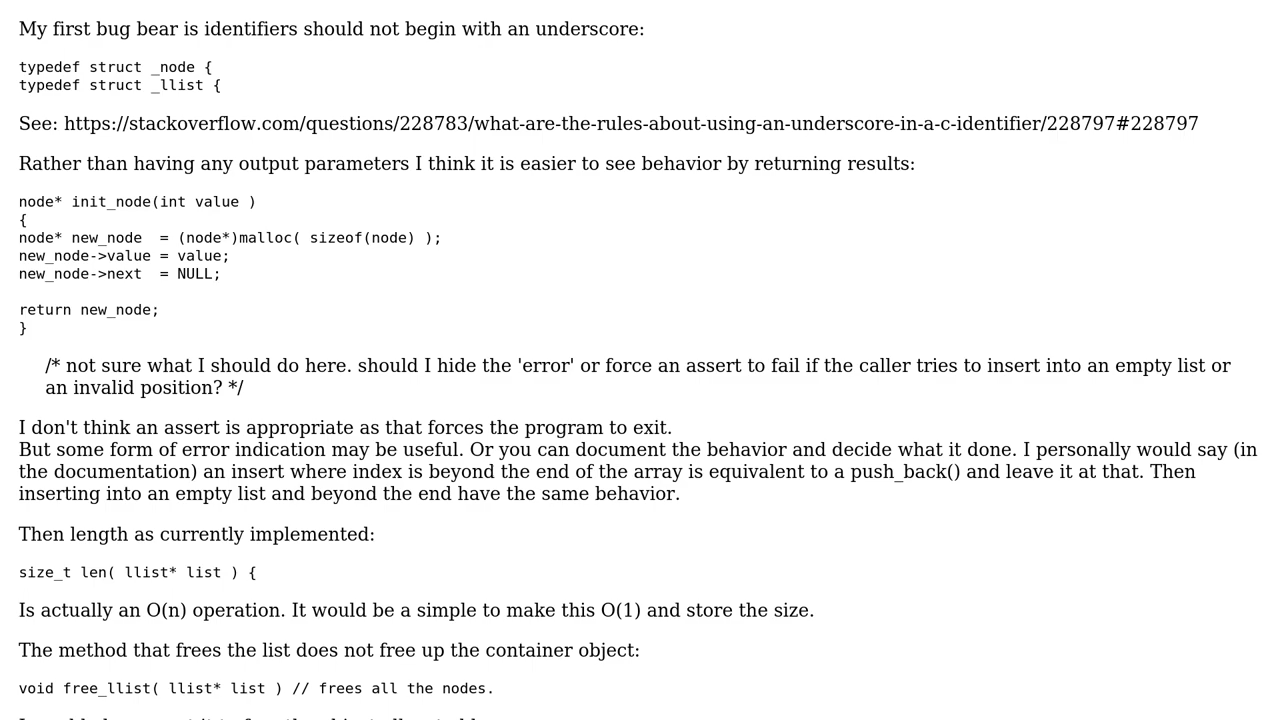 My first bug bear is identifiers should not begin with an underscore:
typedef struct _node {
typedef struct _llist {
See: https://stackoverflow.com/questions/228783/what-are-the-rules-about-using-an-underscore-in-a-c-identifier/228797#228797
Rather than having any output parameters I think it is easier to see behavior by returning results:
node* init_node(int value )
{
node* new_node  = (node*)malloc( sizeof(node) );
new_node->value = value;
new_node->next  = NULL;
return new_node;
}
/* not sure what I should do here. should I hide the 'error' or force an assert to fail if the caller tries to insert into an empty list or
an invalid position? */
I don't think an assert is appropriate as that forces the program to exit.
But some form of error indication may be useful. Or you can document the behavior and decide what it done. I personally would say (in
the documentation) an insert where index is beyond the end of the array is equivalent to a push_back() and leave it at that. Then
inserting into an empty list and beyond the end have the same behavior.
Then length as currently implemented:
size_t len( llist* list ) {
Is actually an O(n) operation. It would be a simple to make this O(1) and store the size.
The method that frees the list does not free up the container object:
void free_llist( llist* list ) // frees all the nodes.